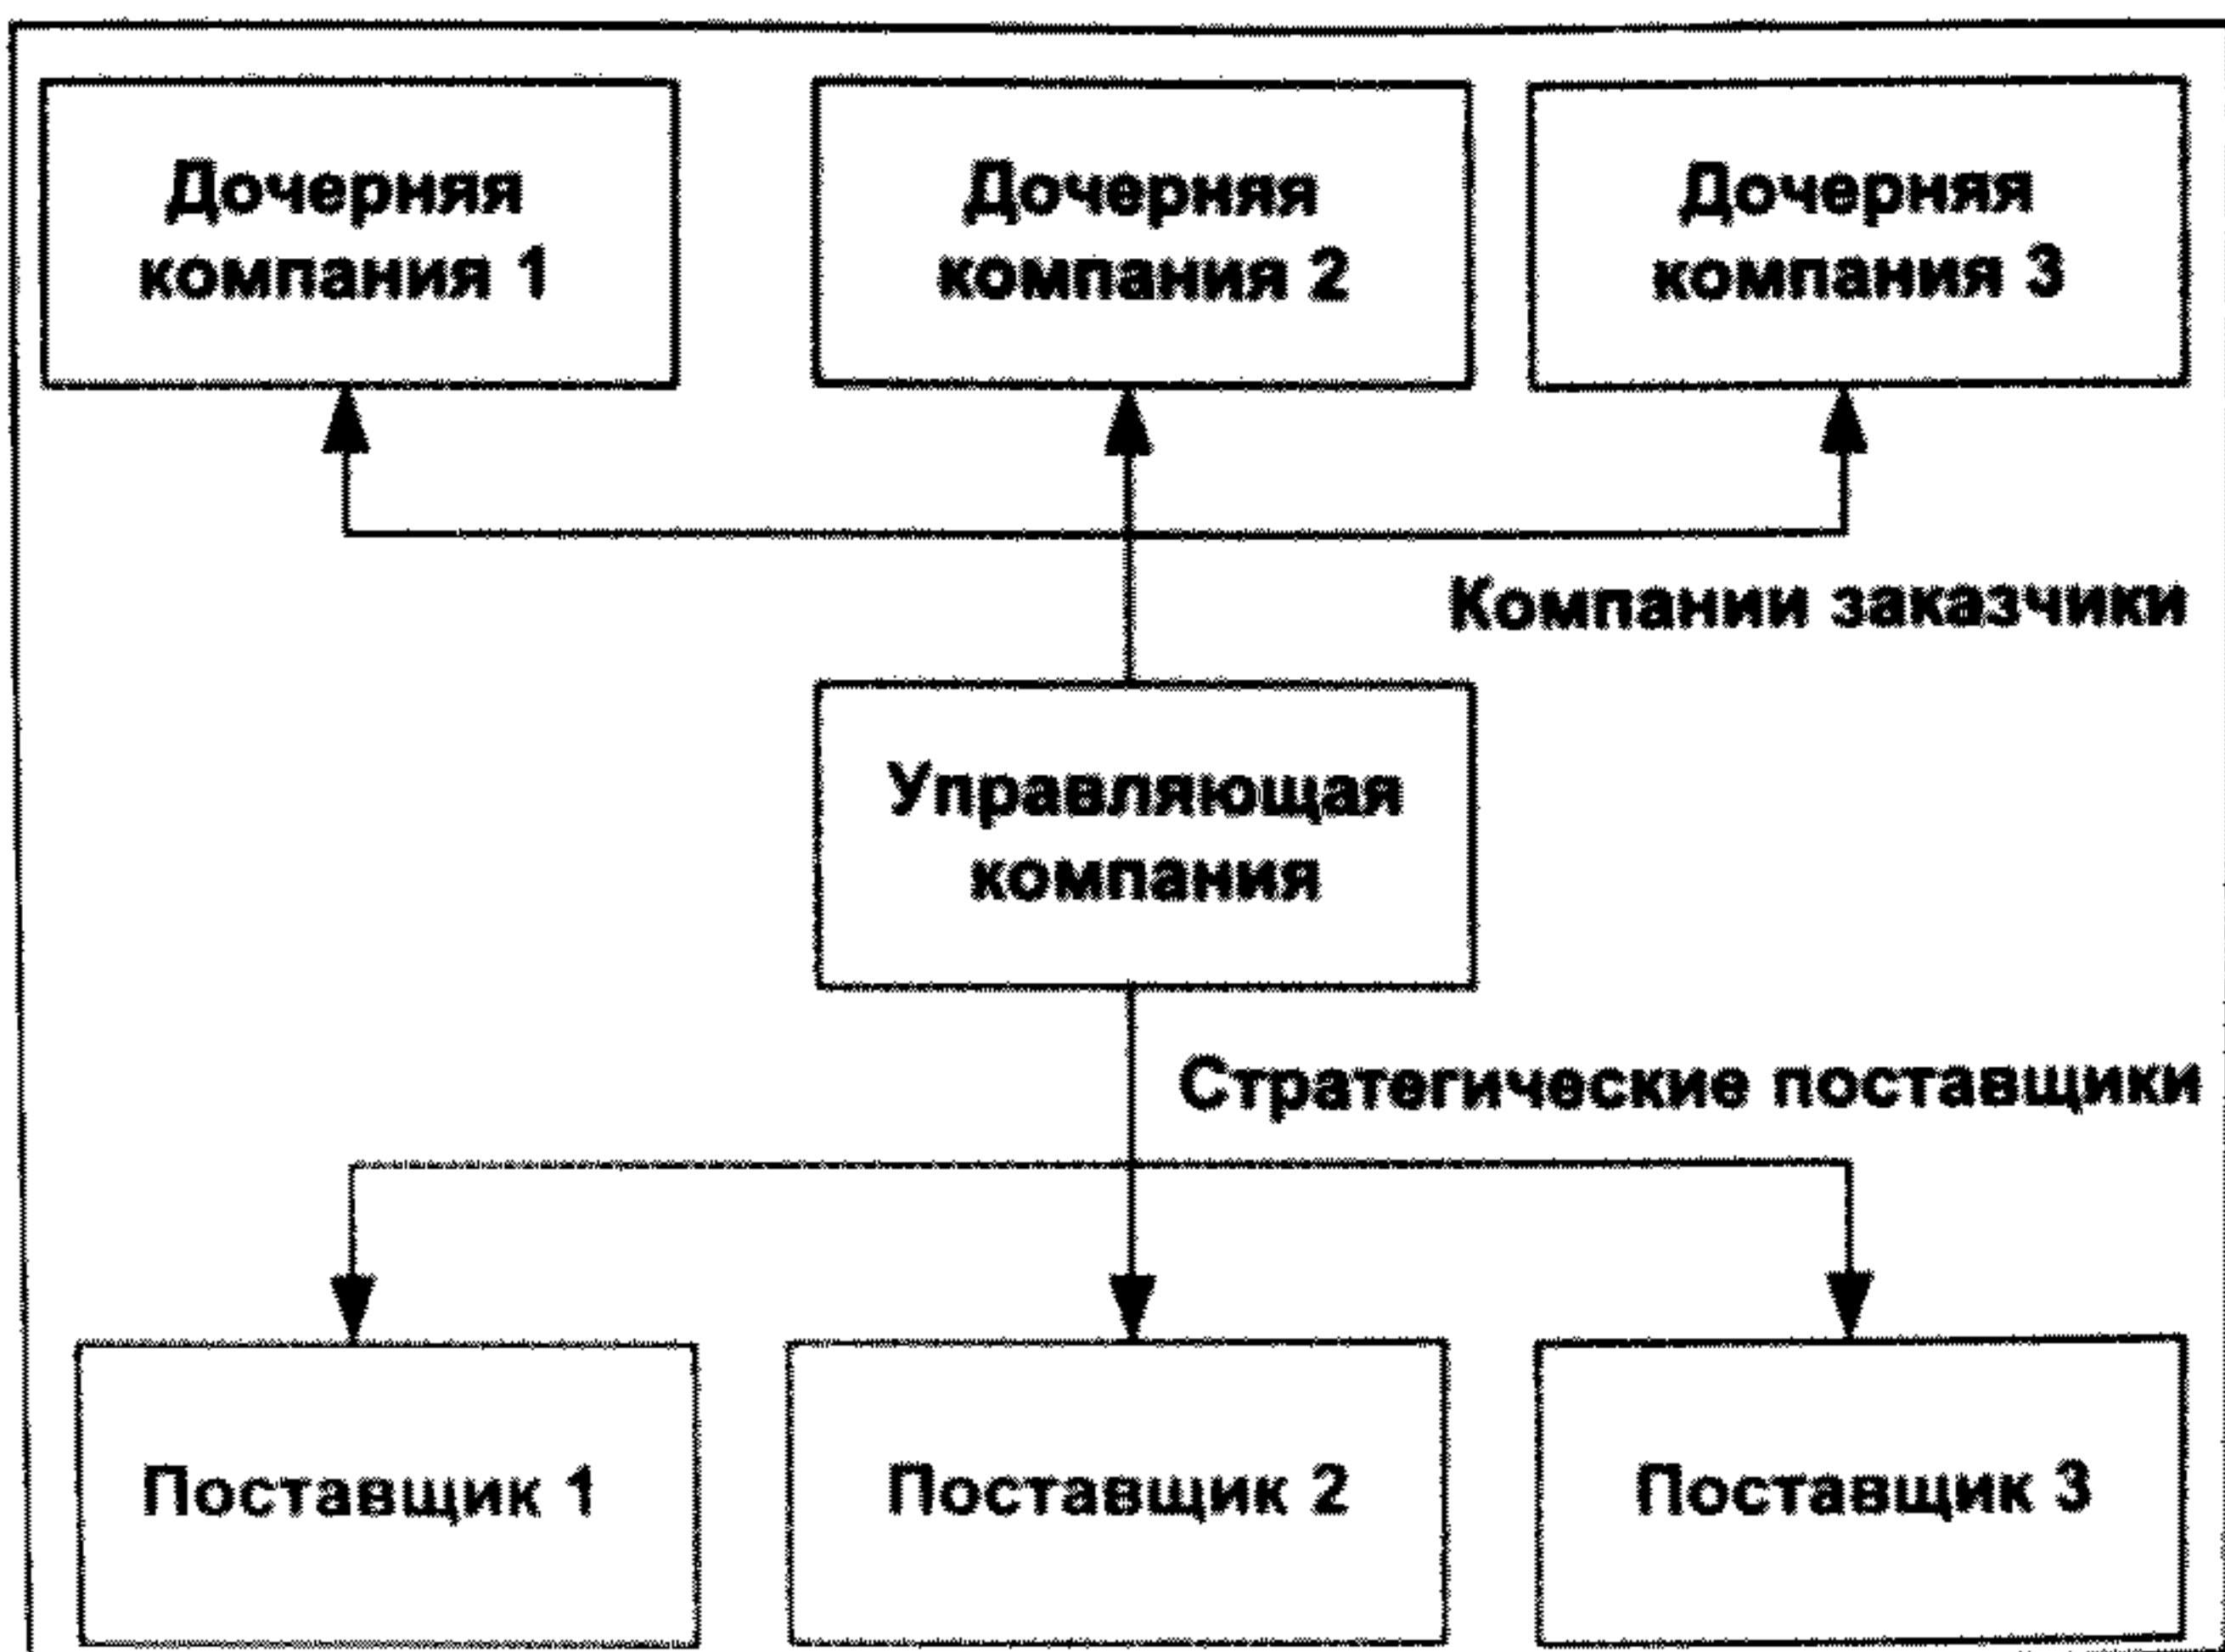 Дочерняя
компания 1
Дочерняя
компания 2
Дочерняя
компания 3
Компании заказчики
Управляющая
компания
Стратегические поставщики
Поставщик 1
Поставщик 2
Поставщик 3